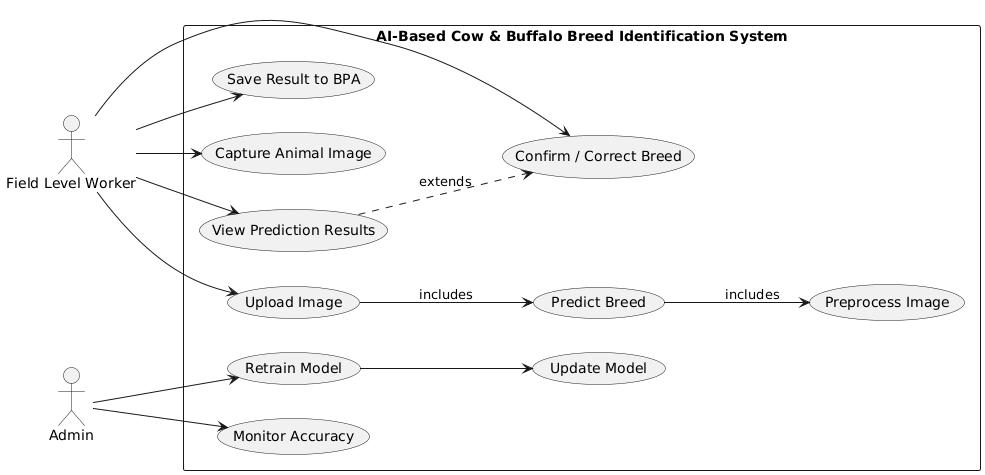 AI-Based Cow & Buffalo Breed Identification System
Save Result to BPA
Capture Animal Image
Confirm / Correct Breed
Field Level Worker
extends
View Prediction Results
Upload Image
includes
Predict Breed
includes
Preprocess Image
Retrain Model
Update Model
Admin
Monitor Accuracy